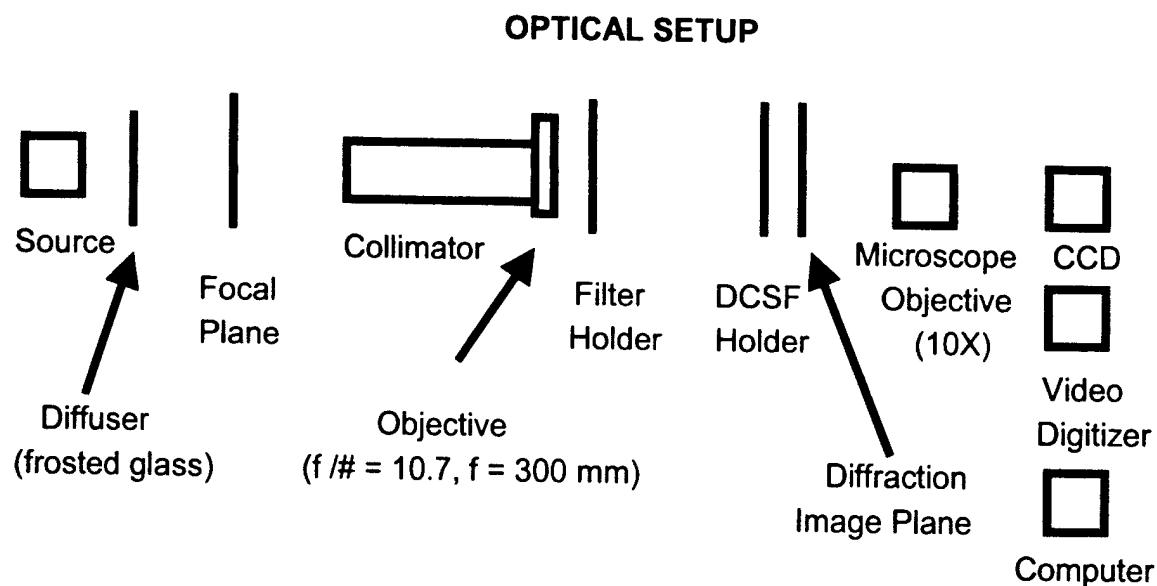 OPTICAL SETUP
Source
Collimator
Microscope
Objective
(10X)
CCD
Focal
Plane
Filter
Holder
DCSF
Holder
Video
Digitizer
Diffuser
(frosted glass)
Objective
(f /# = 10.7, f = 300 mm)
Diffraction
Image Plane
Computer